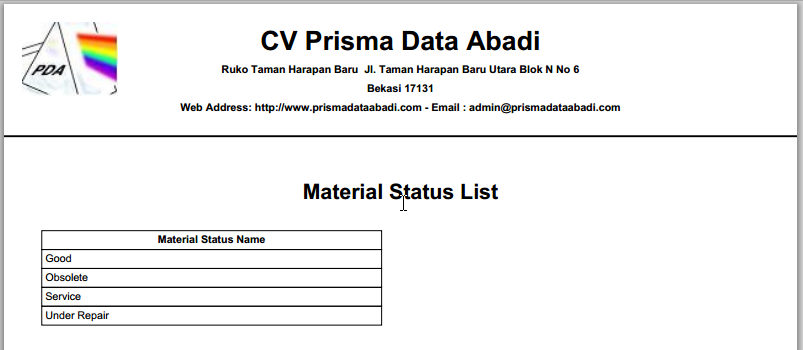 PDA
CV Prisma Data Abadi
Ruko Taman Harapan Baru Jl. Taman Harapan Baru Utara Blok N No 6
Bekasi 17131
Web Address: http://www.prismadataabadi.com - Email : admin@prismadataabadi.com
Material Status List
Material Status Name
Good
Obsolete
Service
Under Repair